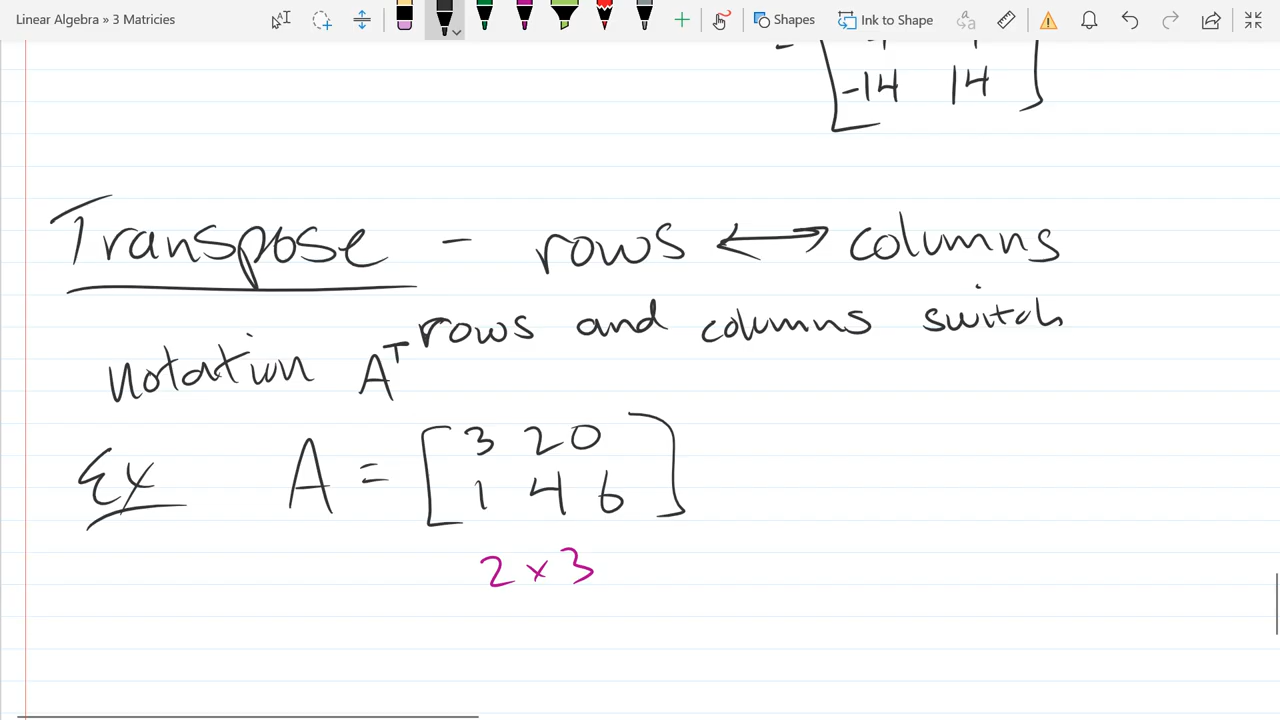 Linear Algebra » 3 Matricies
Shapes
Ink to Shape
-14 14
Transpose - rows ↔ columns
rows and columns switch
notation Aᵀ
Ex A = [3 2 0
1 4 6]
2 x 3